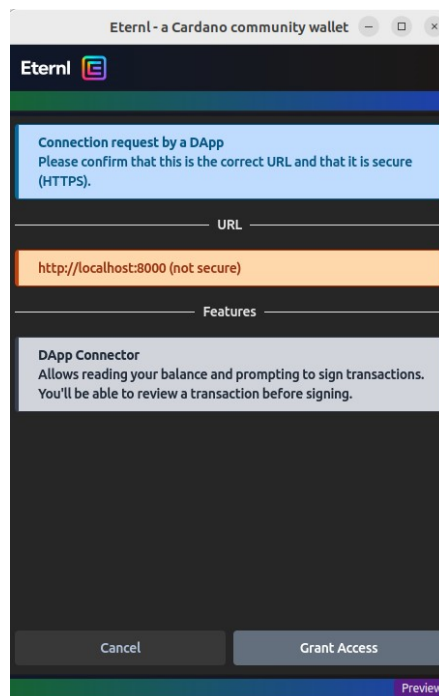 Eternl - a Cardano community wallet
Eternl
Connection request by a DApp
Please confirm that this is the correct URL and that it is secure
(HTTPS).
URL
http://localhost:8000 (not secure)
Features
DApp Connector
Allows reading your balance and prompting to sign transactions.
You'll be able to review a transaction before signing.
Cancel
Grant Access
Preview